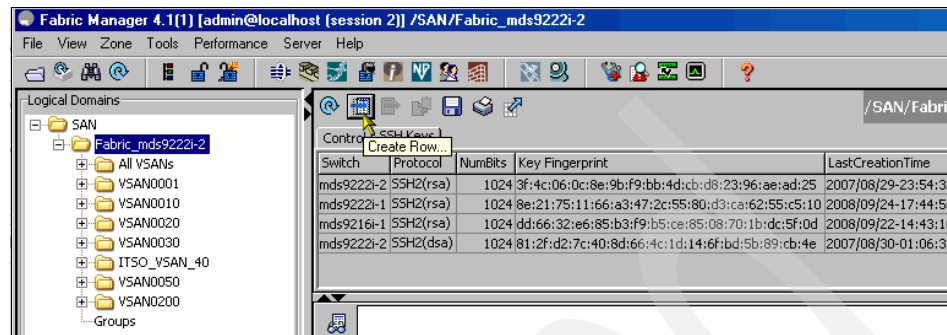 Fabric Manager 4.1(1) [admin@localhost (session 2)] /SAN/Fabric_mds9222i-2
File View Zone Tools Performance Server Help
Logical Domains
SAN
Fabric_mds9222i-2
All VSANs
VSAN0001
VSAN0010
VSAN0020
VSAN0030
ITSO_VSAN_40
VSAN0050
VSAN0200
Groups
/SAN/Fabri
Control SSH Keys
Create Row...
Switch Protocol NumBits Key Fingerprint LastCreationTime
mds9222i-2 SSH2(rsa) 1024 3f:4c:06:0c:8e:9b:f9:bb:4d:cb:d8:23:96:ae:ad:25 2007/08/29-23:54:3
mds9222i-1 SSH2(rsa) 1024 8e:21:75:11:66:a3:47:2c:55:80:d3:ca:62:55:c5:10 2008/09/24-17:44:5
mds9216i-1 SSH2(rsa) 1024 dd:66:32:e6:85:b3:f9:b5:ce:85:08:70:1b:dc:5f:0d 2008/09/22-14:43:1
mds9222i-2 SSH2(dsa) 1024 81:2f:d2:7c:40:8d:66:4c:1d:14:6f:bd:5b:89:cb:4e 2007/08/30-01:06:3